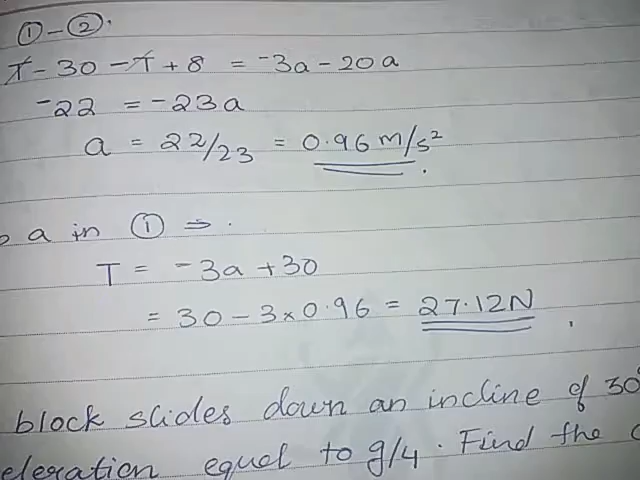 ① - ②.
T - 30 - T + 8 = -3a - 20a
-22 = -23a
a = 22/23 = 0.96 m/s².
a in ① ⇒.
T = -3a + 30
= 30 - 3 × 0.96 = 27.12N.
block slides down an incline of 30°
equal to g/4. Find the